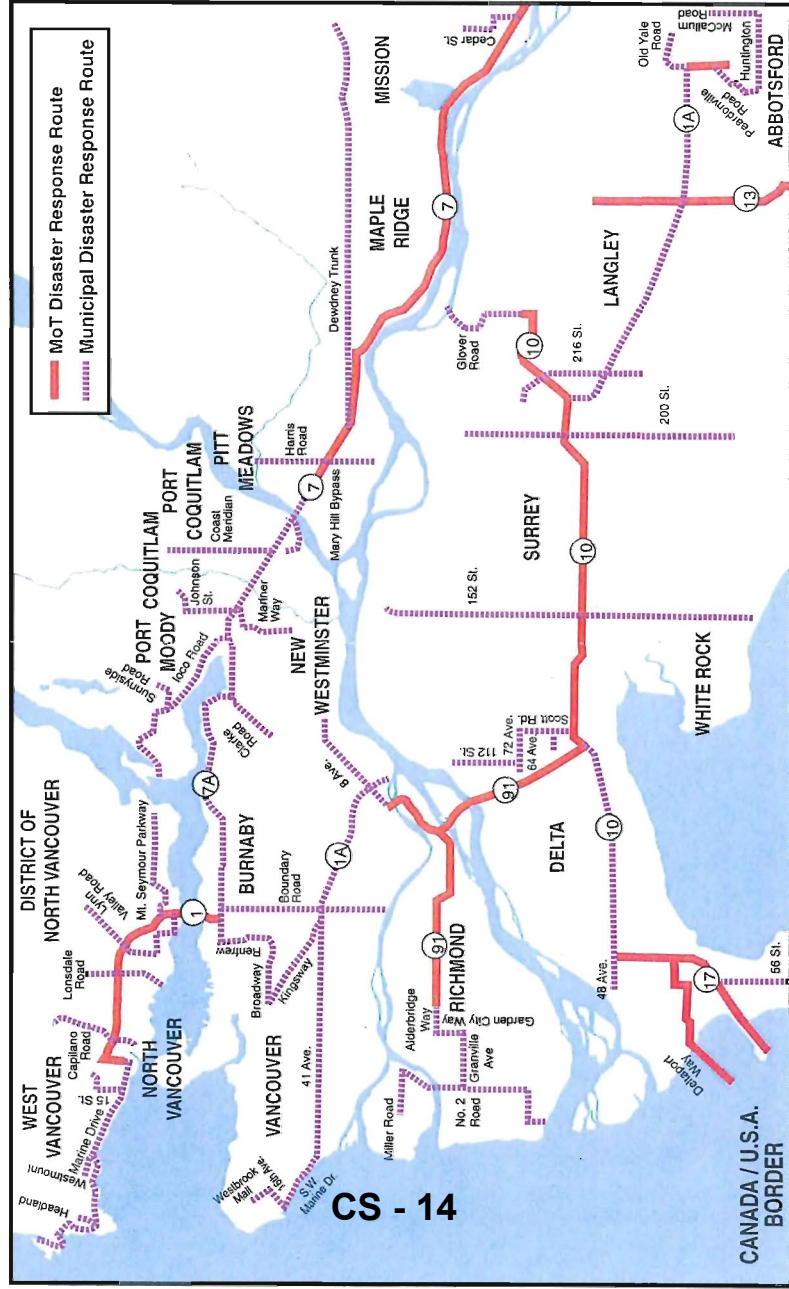 MoT Disaster Response Route
Municipal Disaster Response Route
DISTRICT OF
NORTH VANCOUVER
Lynn
Valley Road
Mt. Seymour Parkway
Lonsdale
Road
Capilano
Road
WEST
VANCOUVER
15 St.
Marine Drive
Westmount
Headland
NORTH
VANCOUVER
1
Sunnyside
Road
Ioco Road
PORT
MOODY
COQUITLAM
Johnson
St.
PORT
COQUITLAM
Coast
Meridian
PITT
MEADOWS
Harris
Road
Mary Hill Bypass
7
Mariner
Way
Clarke
Road
7A
BURNABY
Boundary
Road
Renfrew
Broadway
Kingsway
1A
VANCOUVER
41 Ave.
Westbrook
Mall
16th Ave.
S.W.
Marine Dr.
NEW
WESTMINSTER
8 Ave.
Dewdney Trunk
MAPLE
RIDGE
7
MISSION
Cedar St.
Miller Road
No. 2
Road
Alderbridge
Way
Garden City Way
Granville
Ave
RICHMOND
91
91
112 St.
72 Ave.
64 Ave.
Scott Rd.
DELTA
10
48 Ave.
17
56 St.
Deltaport
Way
152 St.
SURREY
10
WHITE ROCK
200 St.
216 St.
10
Glover
Road
LANGLEY
13
1A
Old Yale
Road
McCallum
Road
Peardonville
Road
Huntington
ABBOTSFORD
CANADA / U.S.A.
BORDER
CS - 14